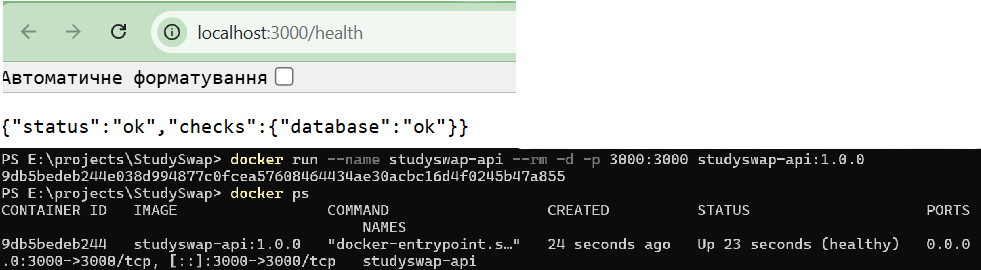 localhost:3000/health
Автоматичне форматування
{"status":"ok","checks":{"database":"ok"}}
PS E:\projects\StudySwap> docker run --name studyswap-api --rm -d -p 3000:3000 studyswap-api:1.0.0
9db5bedeb244e038d994877c0fcea57608464434ae30acbc16d4f0245b47a855
PS E:\projects\StudySwap> docker ps
CONTAINER ID   IMAGE                 COMMAND                  CREATED          STATUS                    PORTS
NAMES
9db5bedeb244   studyswap-api:1.0.0   "docker-entrypoint.s…"   24 seconds ago   Up 23 seconds (healthy)   0.0.0
.0:3000->3000/tcp, [::]:3000->3000/tcp   studyswap-api